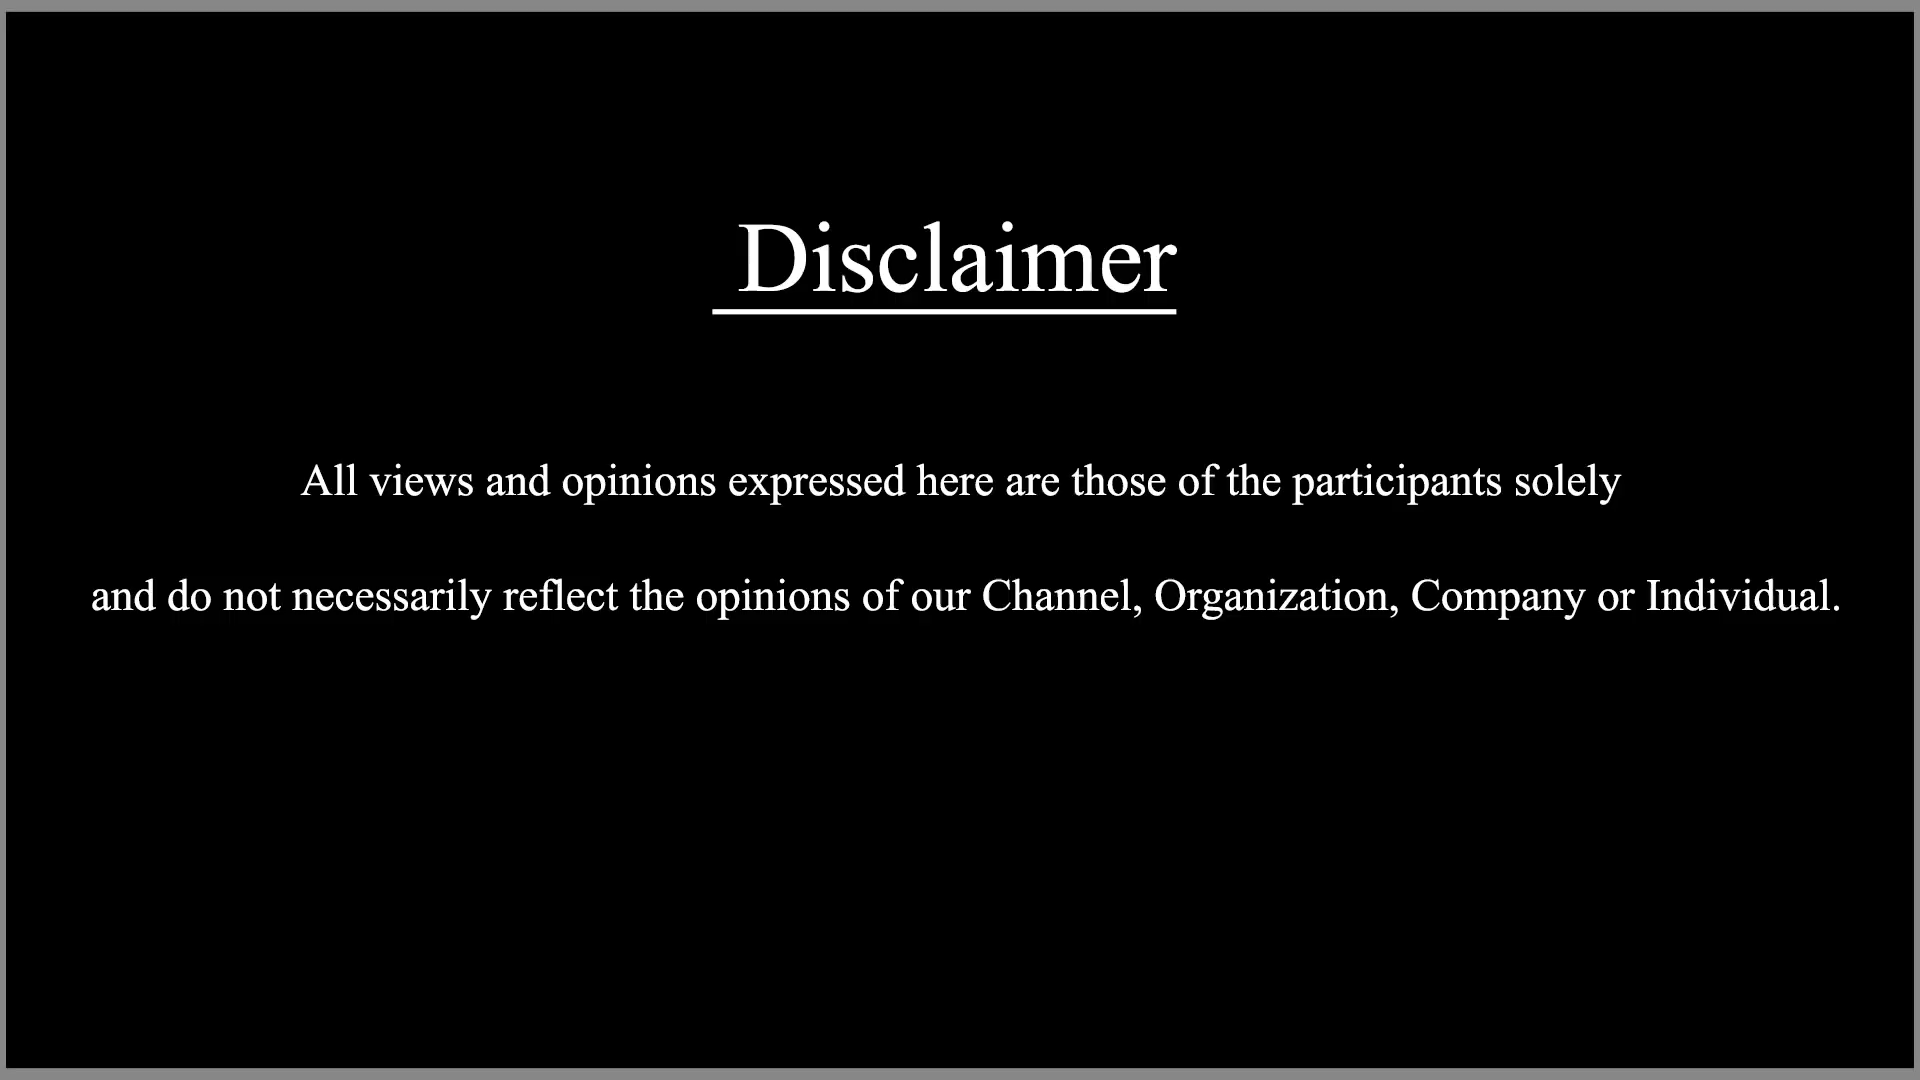 Disclaimer
All views and opinions expressed here are those of the participants solely
and do not necessarily reflect the opinions of our Channel, Organization, Company or Individual.